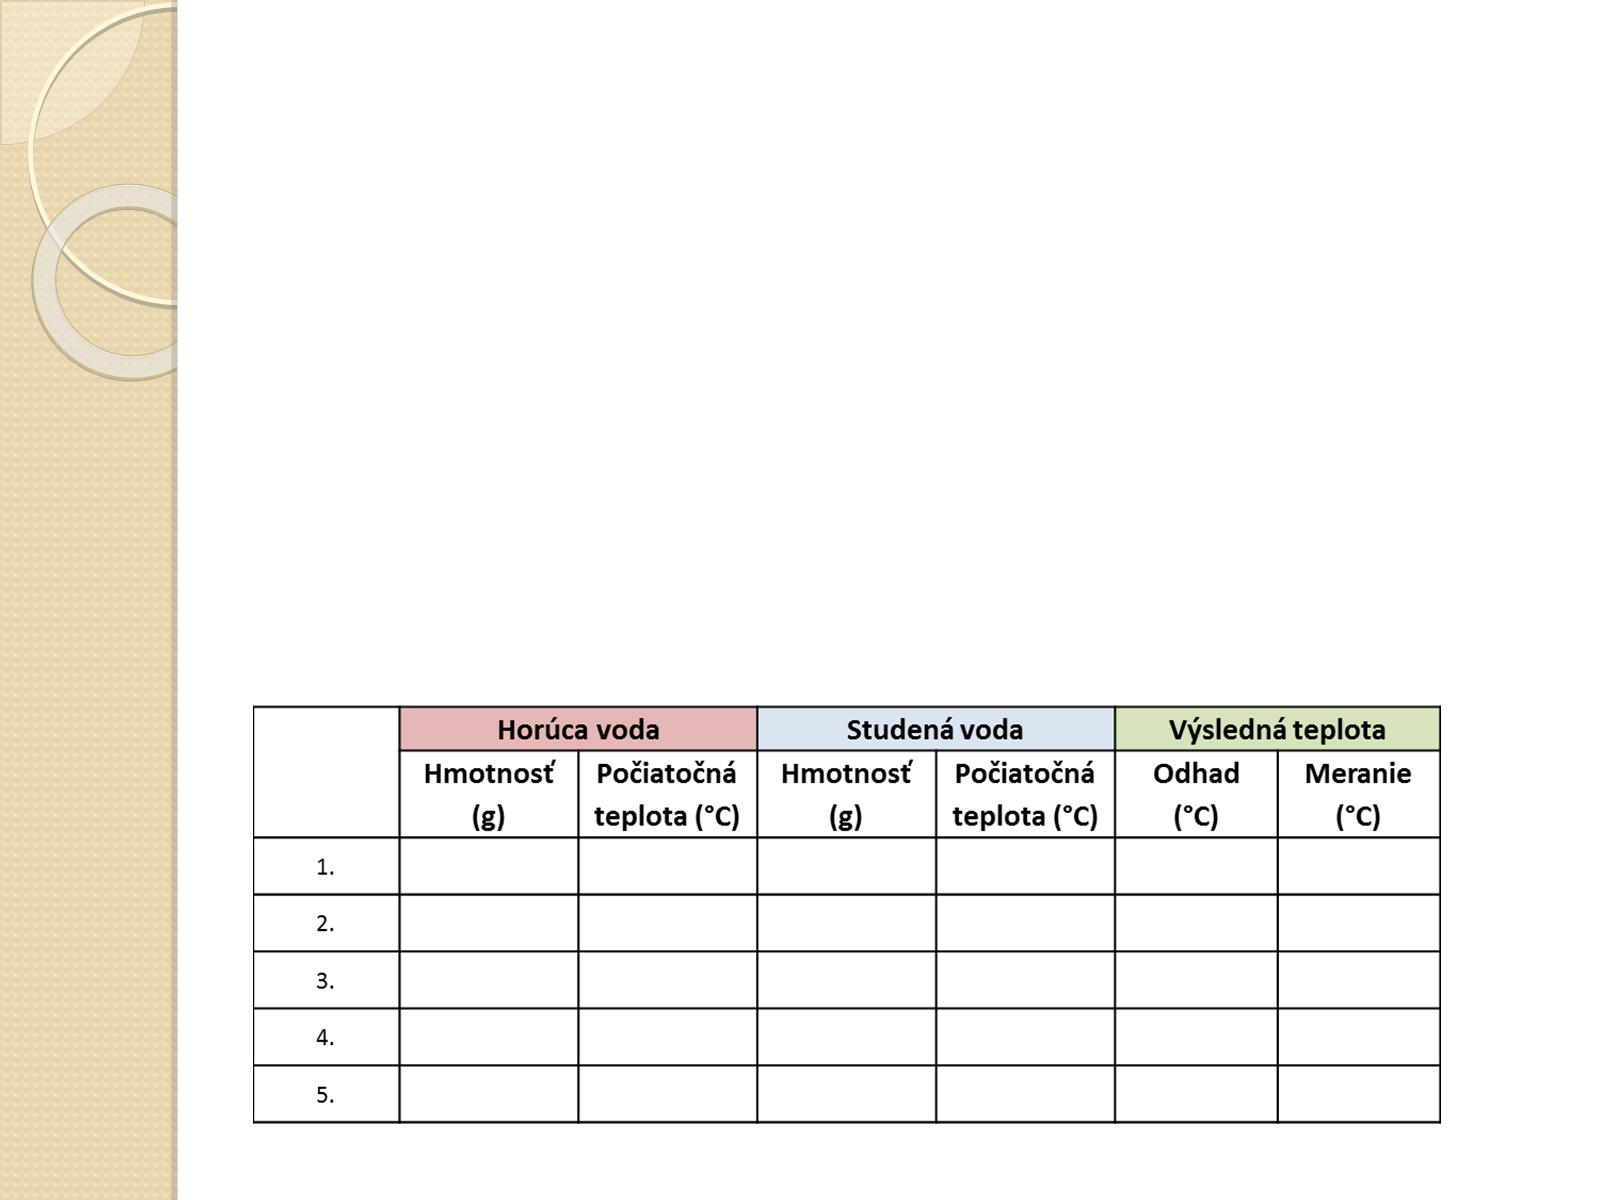 Horúca voda Studená voda Výsledná teplota
Hmotnosť Počiatočná Hmotnosť Počiatočná Odhad Meranie
(g) teplota (°C) (g) teplota (°C) (°C) (°C)
1.
2.
3.
4.
5.